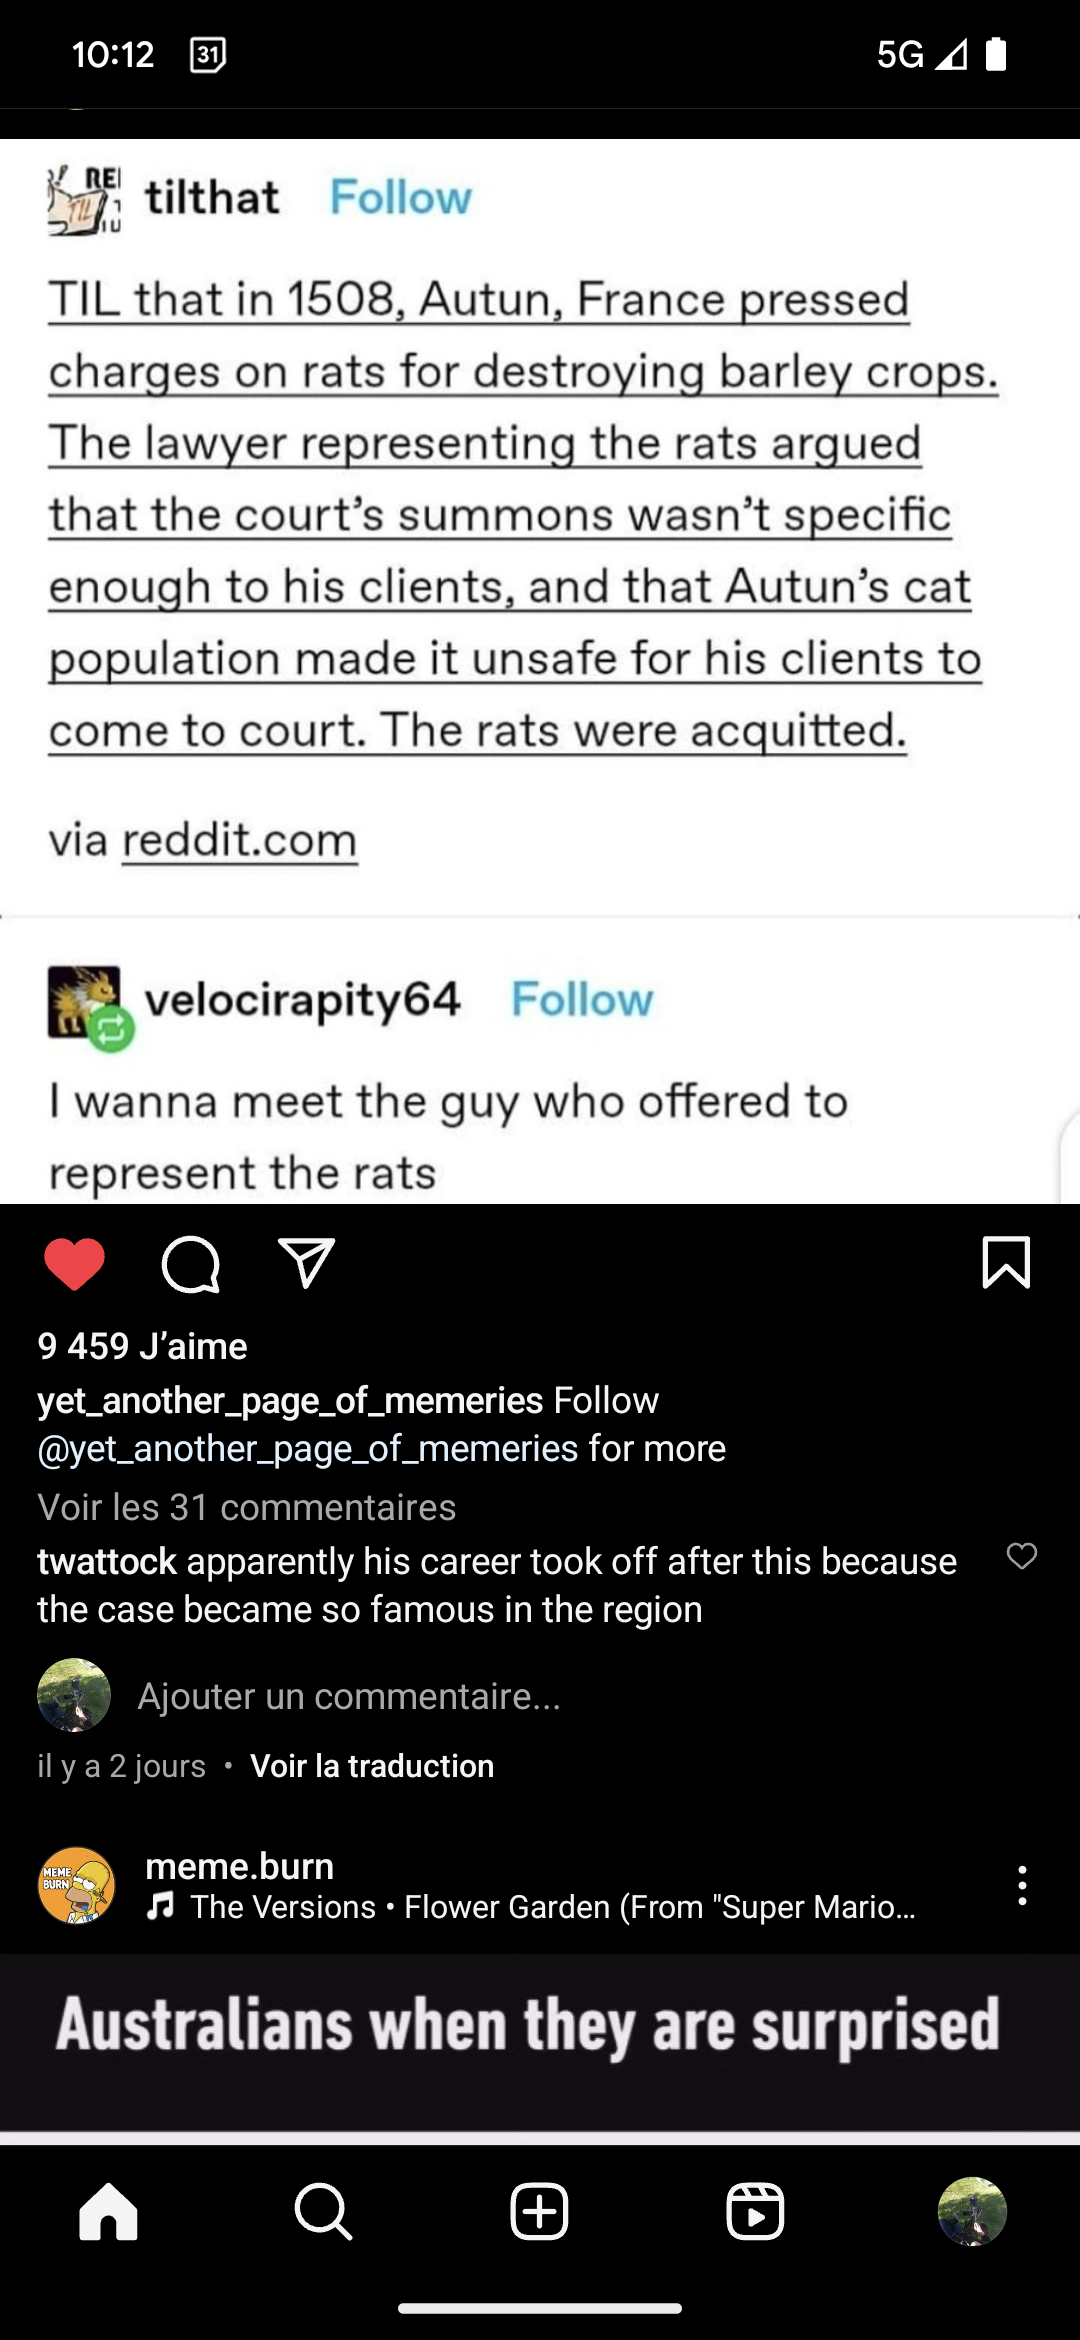 10:12 31 5G
tilthat Follow
TIL that in 1508, Autun, France pressed
charges on rats for destroying barley crops.
The lawyer representing the rats argued
that the court’s summons wasn’t specific
enough to his clients, and that Autun’s cat
population made it unsafe for his clients to
come to court. The rats were acquitted.
via reddit.com
velocirapity64 Follow
I wanna meet the guy who offered to
represent the rats
9 459 J’aime
yet_another_page_of_memeries Follow
@yet_another_page_of_memeries for more
Voir les 31 commentaires
twattock apparently his career took off after this because
the case became so famous in the region
Ajouter un commentaire...
il y a 2 jours • Voir la traduction
MEME
BURN
meme.burn
The Versions • Flower Garden (From "Super Mario...
Australians when they are surprised